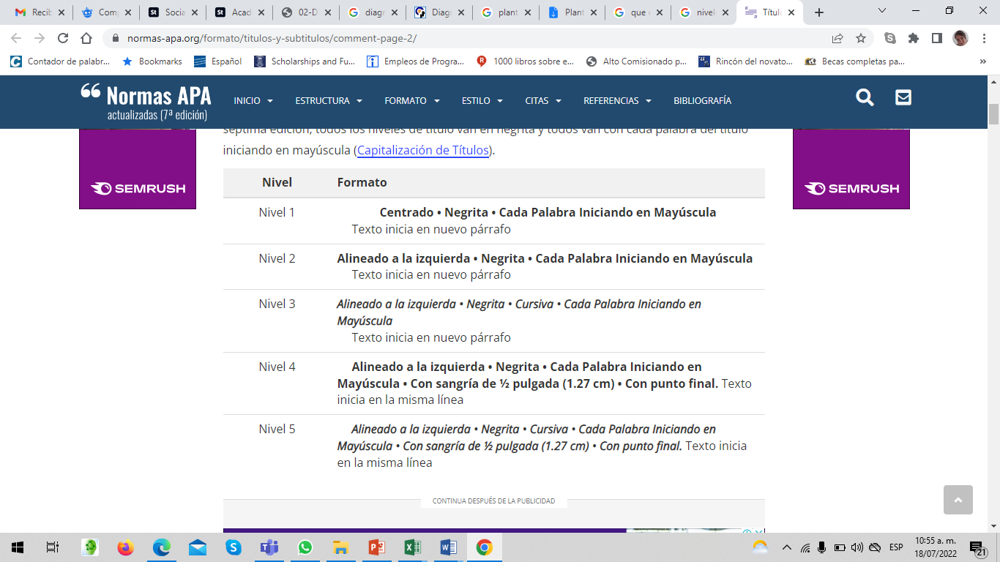 Recib
Comp
Socia
Acad
02-D
diagr
Diagr
plant
Plant
que e
nivel
Títul
normas-apa.org/formato/titulos-y-subtitulos/comment-page-2/
Contador de palabr...
Bookmarks
Español
Scholarships and Fu...
Empleos de Progra...
1000 libros sobre e...
Alto Comisionado p...
Rincón del novato...
Becas completas pa...
»
Normas APA
actualizadas (7ª edición)
INICIO
ESTRUCTURA
FORMATO
ESTILO
CITAS
REFERENCIAS
BIBLIOGRAFÍA
séptima edición, todos los niveles de título van en negrita y todos van con cada palabra del título
iniciando en mayúscula (Capitalización de Títulos).
SEMRUSH
SEMRUSH
Nivel Formato
Nivel 1 Centrado • Negrita • Cada Palabra Iniciando en Mayúscula
Texto inicia en nuevo párrafo
Nivel 2 Alineado a la izquierda • Negrita • Cada Palabra Iniciando en Mayúscula
Texto inicia en nuevo párrafo
Nivel 3 Alineado a la izquierda • Negrita • Cursiva • Cada Palabra Iniciando en
Mayúscula
Texto inicia en nuevo párrafo
Nivel 4 Alineado a la izquierda • Negrita • Cada Palabra Iniciando en
Mayúscula • Con sangría de ½ pulgada (1.27 cm) • Con punto final. Texto
inicia en la misma línea
Nivel 5 Alineado a la izquierda • Negrita • Cursiva • Cada Palabra Iniciando en
Mayúscula • Con sangría de ½ pulgada (1.27 cm) • Con punto final. Texto inicia
en la misma línea
CONTINUA DESPUÉS DE LA PUBLICIDAD
ESP
10:55 a. m.
18/07/2022
21